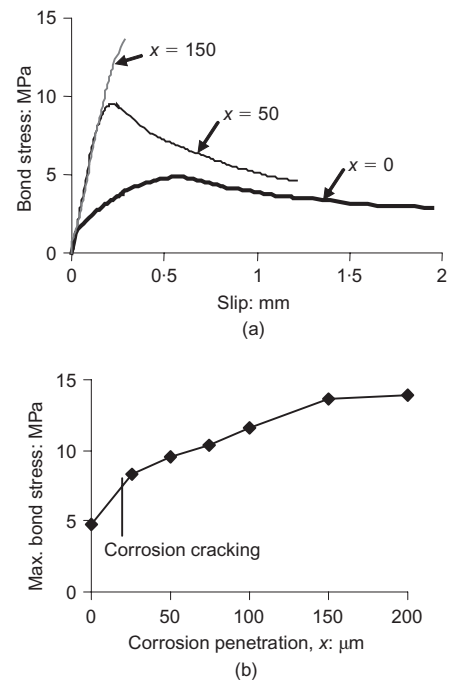 15
x = 150
10
x = 50
x = 0
5
0
Bond stress: MPa
0 0·5 1 1·5 2
Slip: mm
(a)
15
10
5
Corrosion cracking
0
Max. bond stress: MPa
0 50 100 150 200
Corrosion penetration, x: μm
(b)